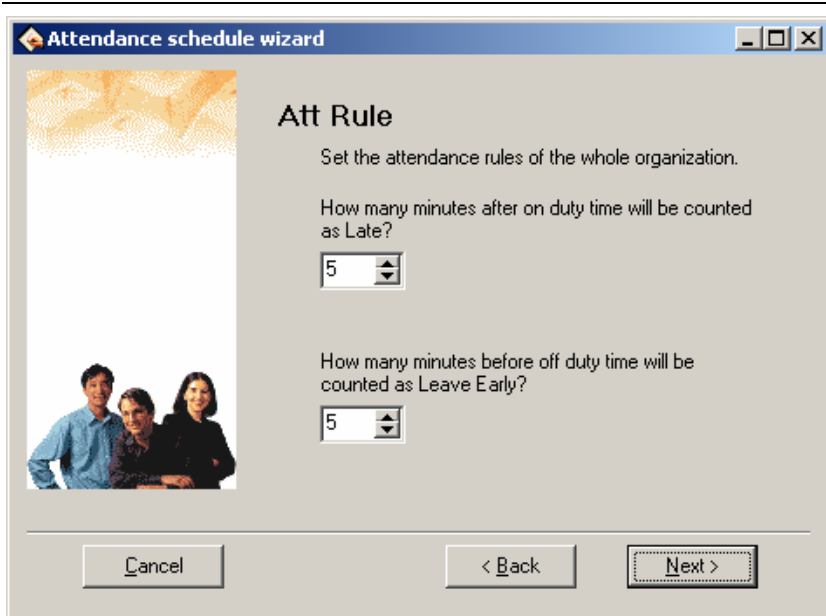 Attendance schedule wizard
Att Rule
Set the attendance rules of the whole organization.
How many minutes after on duty time will be counted
as Late?
5
How many minutes before off duty time will be
counted as Leave Early?
5
Cancel
< Back
Next >